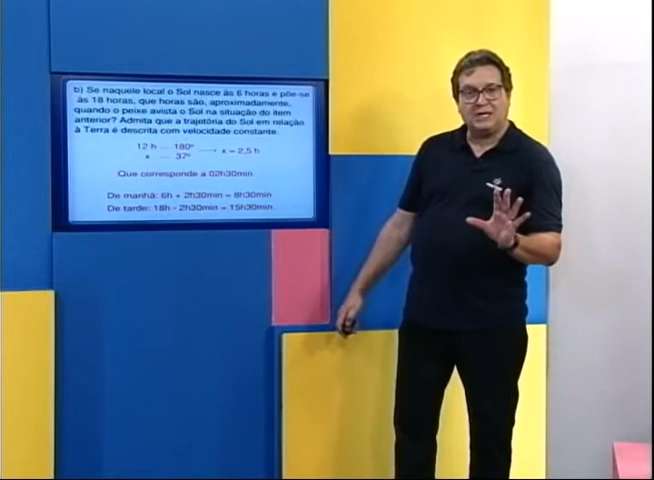 b) Se naquele local o Sol nasce às 6 horas e põe-se
às 18 horas, que horas são, aproximadamente,
quando o peixe avista o Sol na situação do item
anterior? Admita que a trajetória do Sol em relação
à Terra é descrita com velocidade constante.
12 h ... 180° → x = 2,5 h
x ... 37°
Que corresponde a 02h30min.
De manhã: 6h + 2h30min = 8h30min
De tarde: 18h - 2h30min = 15h30min.